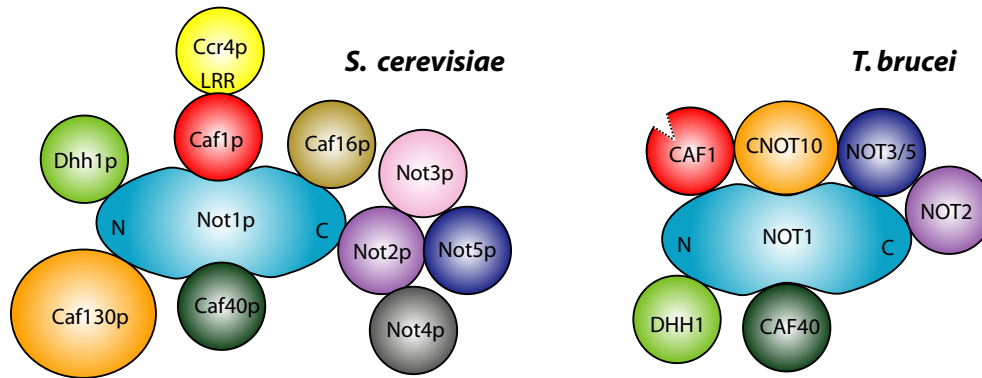 S. cerevisiae
Ccr4p
LRR
Caf1p
Caf16p
Dhh1p
Not3p
N
Not1p
C
Not2p
Not5p
Caf130p
Caf40p
Not4p
T. brucei
CAF1
CNOT10
NOT3/5
NOT2
N
NOT1
C
DHH1
CAF40